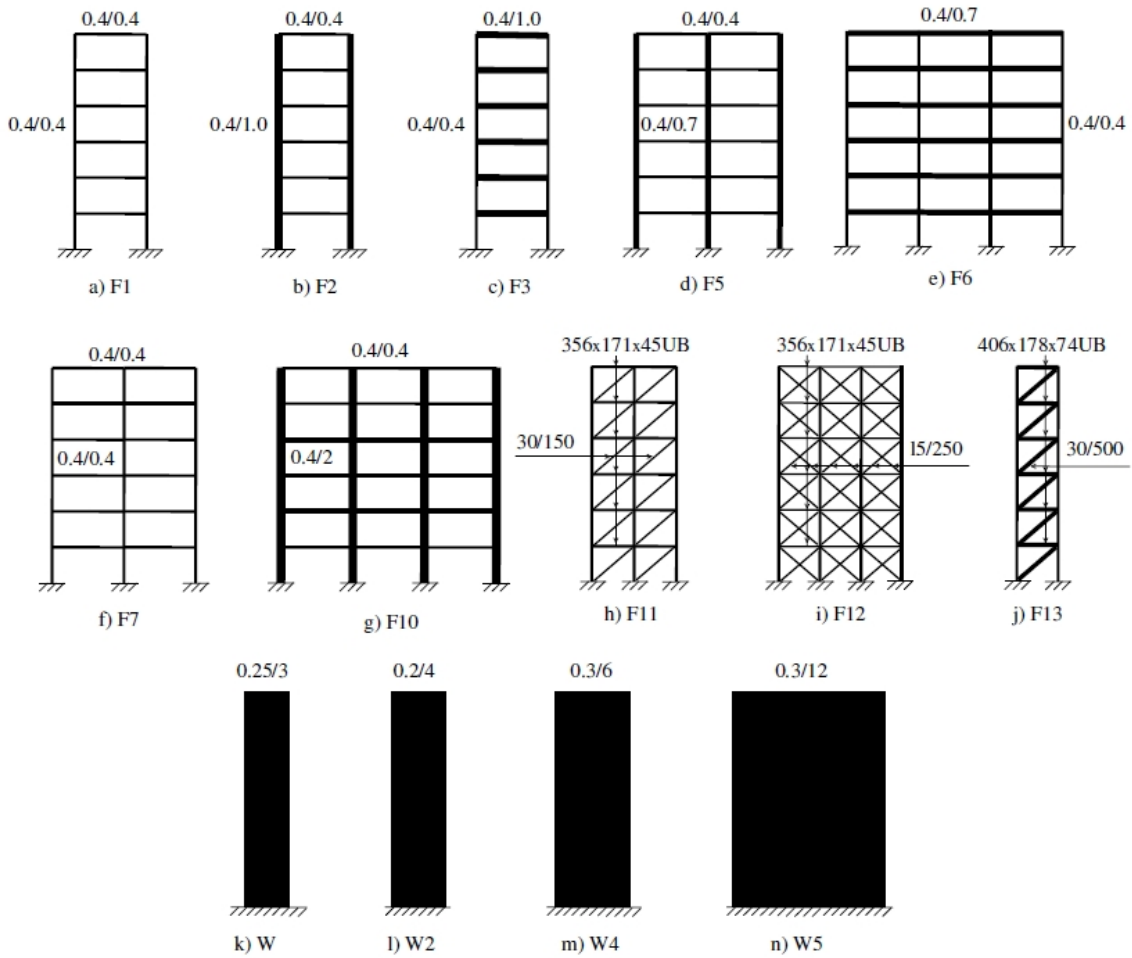 0.4/0.4
0.4/0.4
0.4/1.0
0.4/0.4
0.4/0.7
0.4/0.4
0.4/1.0
0.4/0.4
0.4/0.7
0.4/0.4
a) F1
b) F2
c) F3
d) F5
e) F6
0.4/0.4
0.4/0.4
356x171x45UB
356x171x45UB
406x178x74UB
0.4/0.4
0.4/2
30/150
15/250
30/500
f) F7
g) F10
h) F11
i) F12
j) F13
0.25/3
0.2/4
0.3/6
0.3/12
k) W
l) W2
m) W4
n) W5